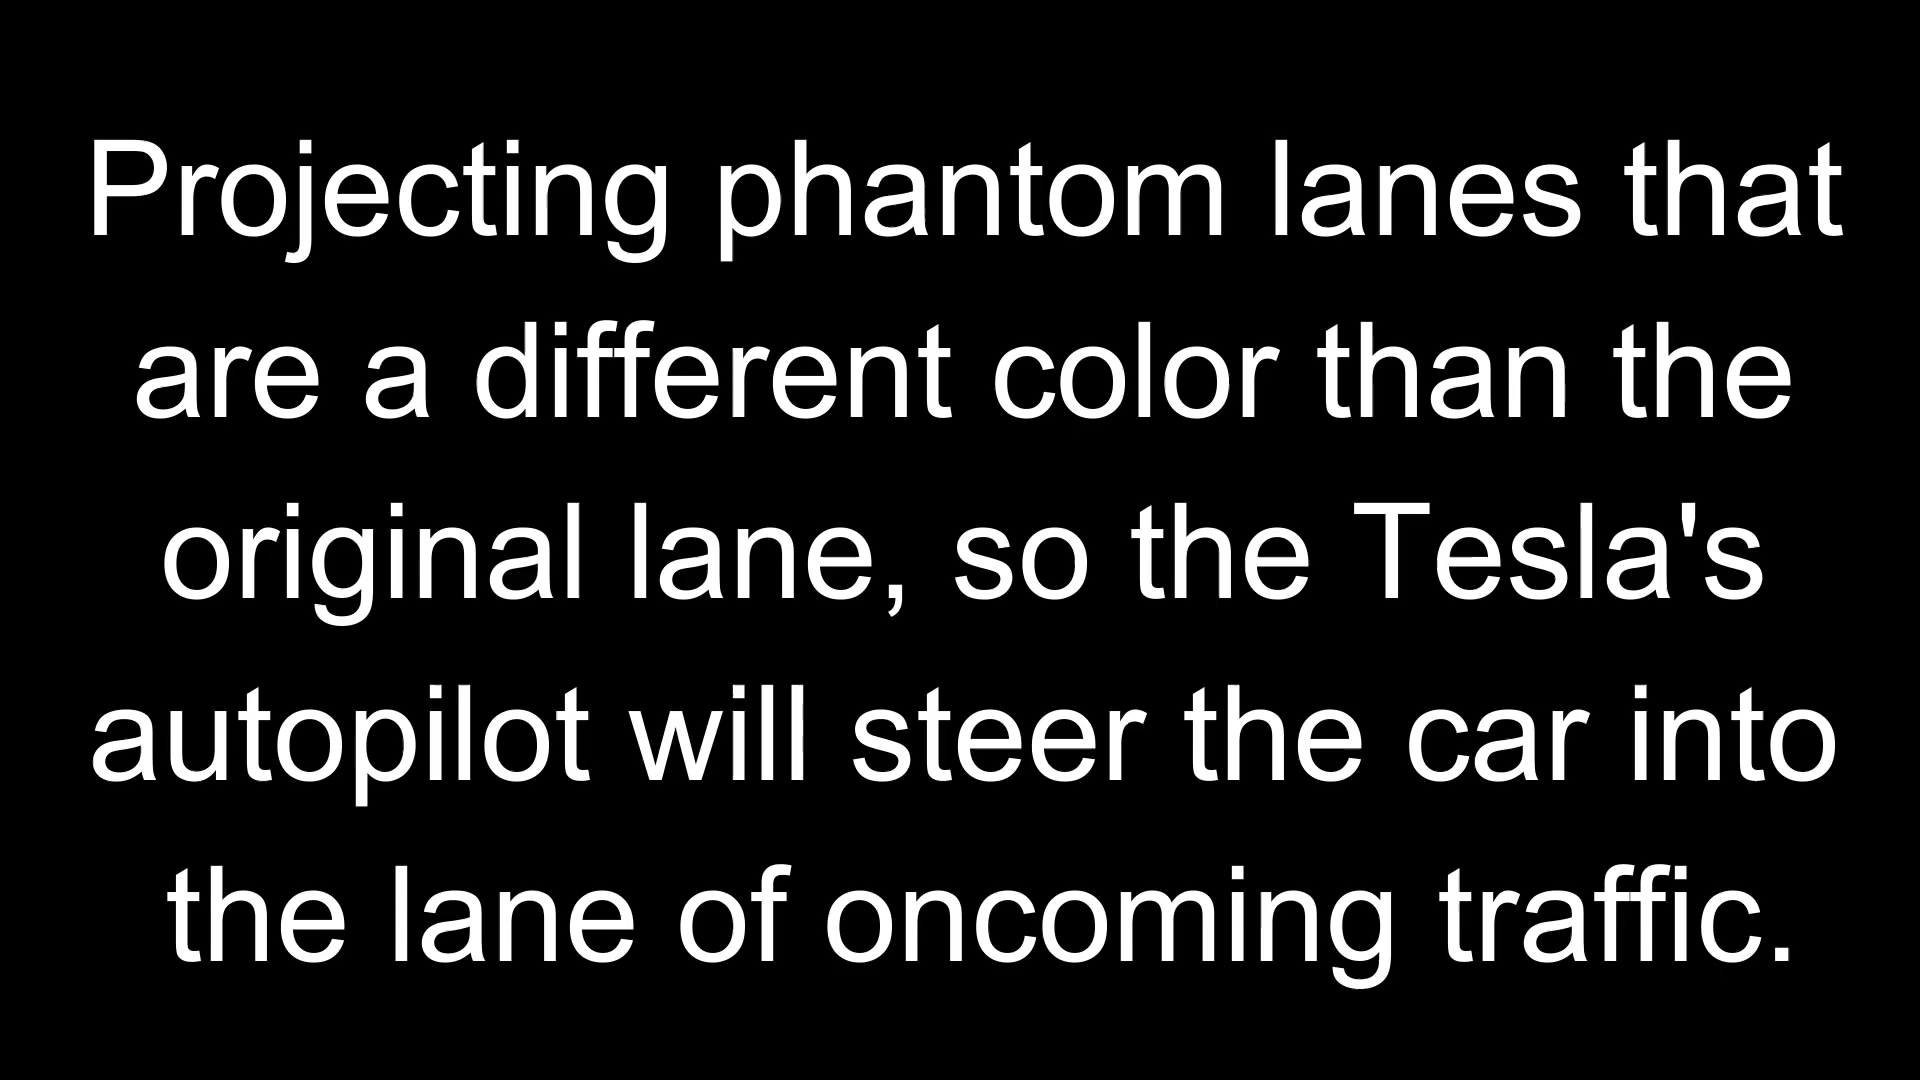 Projecting phantom lanes that
are a different color than the
original lane, so the Tesla's
autopilot will steer the car into
the lane of oncoming traffic.